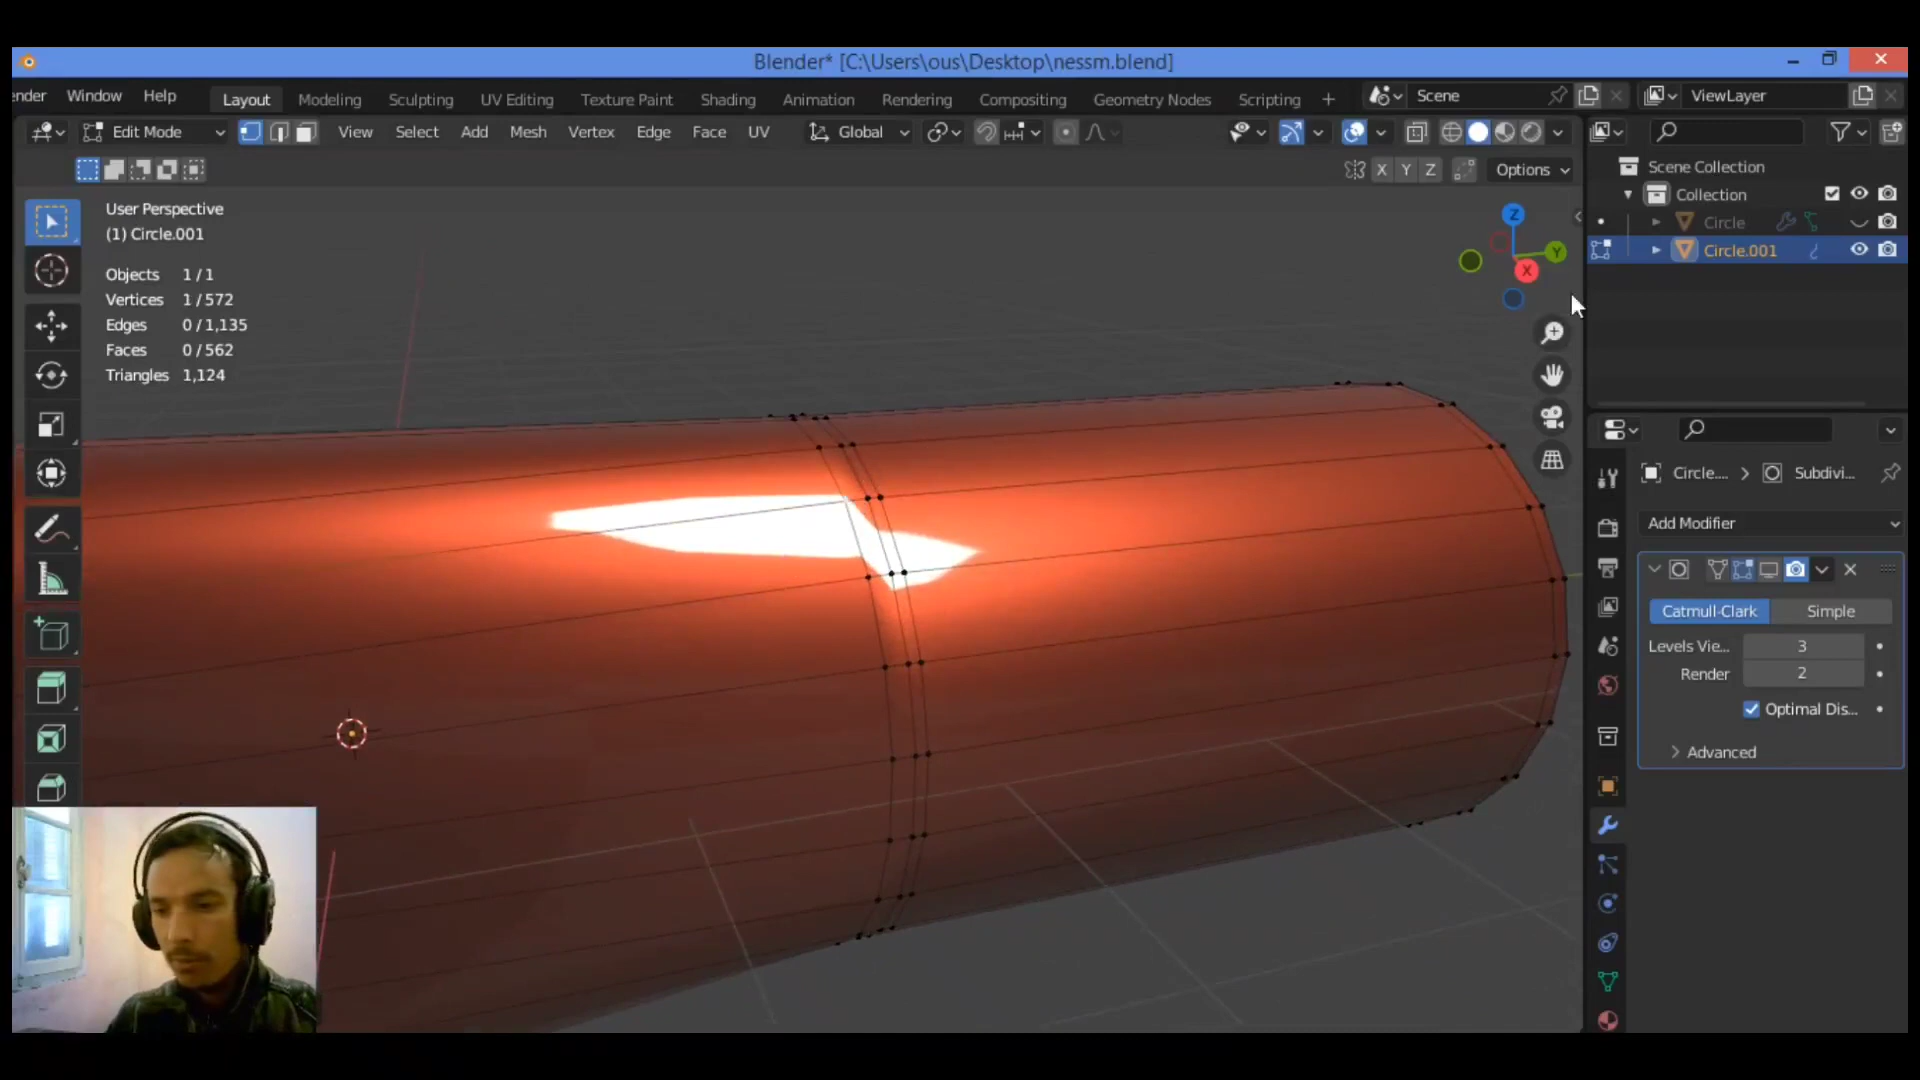 Blender* [C:\Users\ous\Desktop\nessm.blend]
ender Window Help Layout Modeling Sculpting UV Editing Texture Paint Shading Animation Rendering Compositing Geometry Nodes Scripting + Scene ViewLayer
Edit Mode View Select Add Mesh Vertex Edge Face UV Global
X Y Z Options
Scene Collection
Collection
Circle
Circle.001
User Perspective
(1) Circle.001
Objects 1 / 1
Vertices 1 / 572
Edges 0 / 1,135
Faces 0 / 562
Triangles 1,124
Z
Y
X
Circle.... Subdivi...
Add Modifier
Catmull-Clark Simple
Levels Vie... 3
Render 2
Optimal Dis...
Advanced